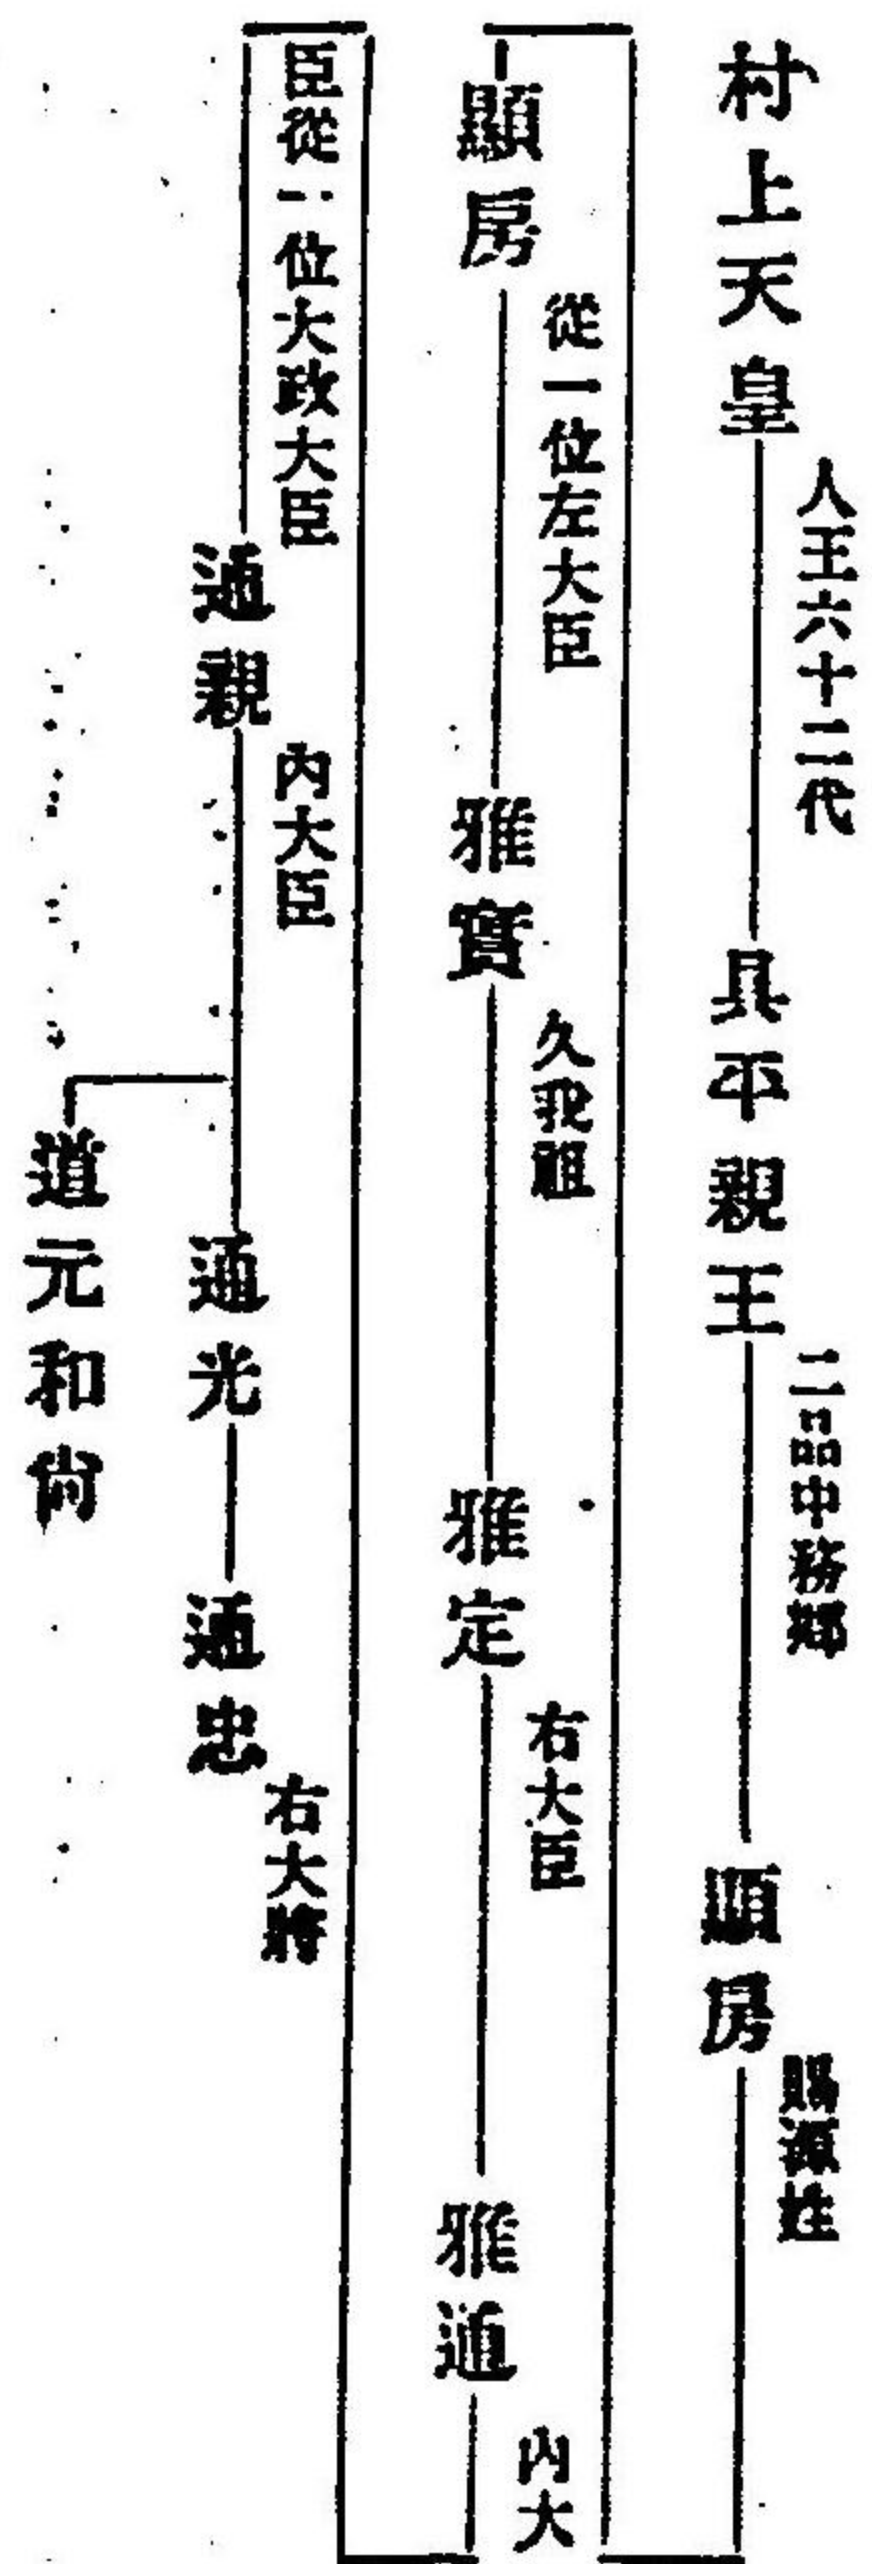 村上天皇
人王六十二代
具平親王
二品中務卿
顯房
賜源姓
顯房
從一位左大臣
雅實
久我祖
雅定
右大臣
雅通
內大
臣從一位大政大臣
通親
內大臣
通光
通忠
右大將
道元和尚